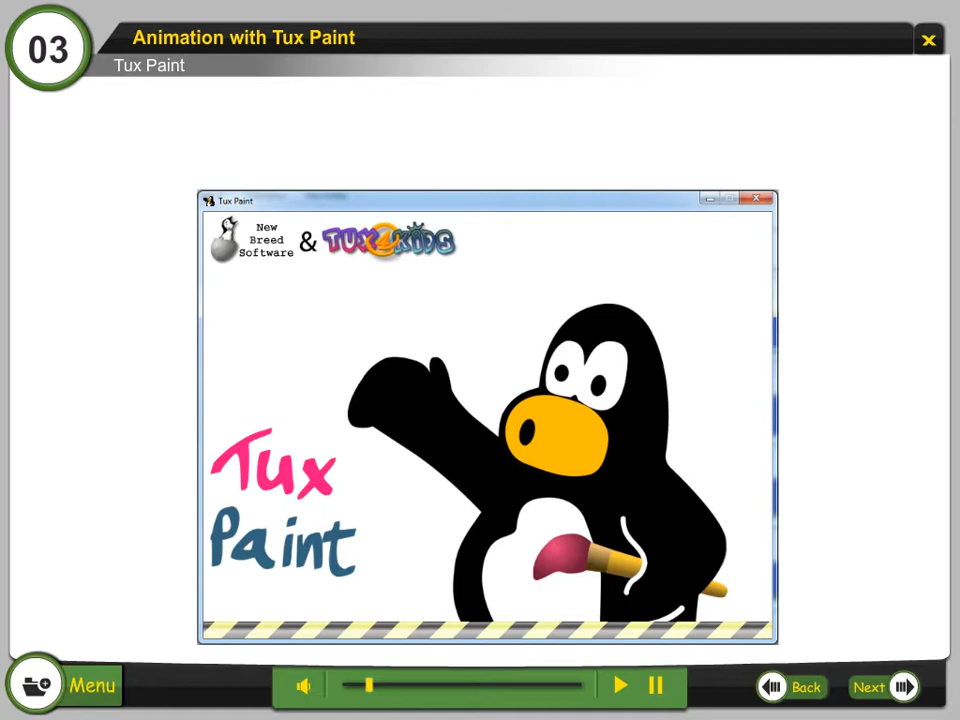 03
Animation with Tux Paint
Tux Paint
Tux Paint
New
Breed
Software
& TUX4KIDS
Tux
Paint
Menu
Back
Next